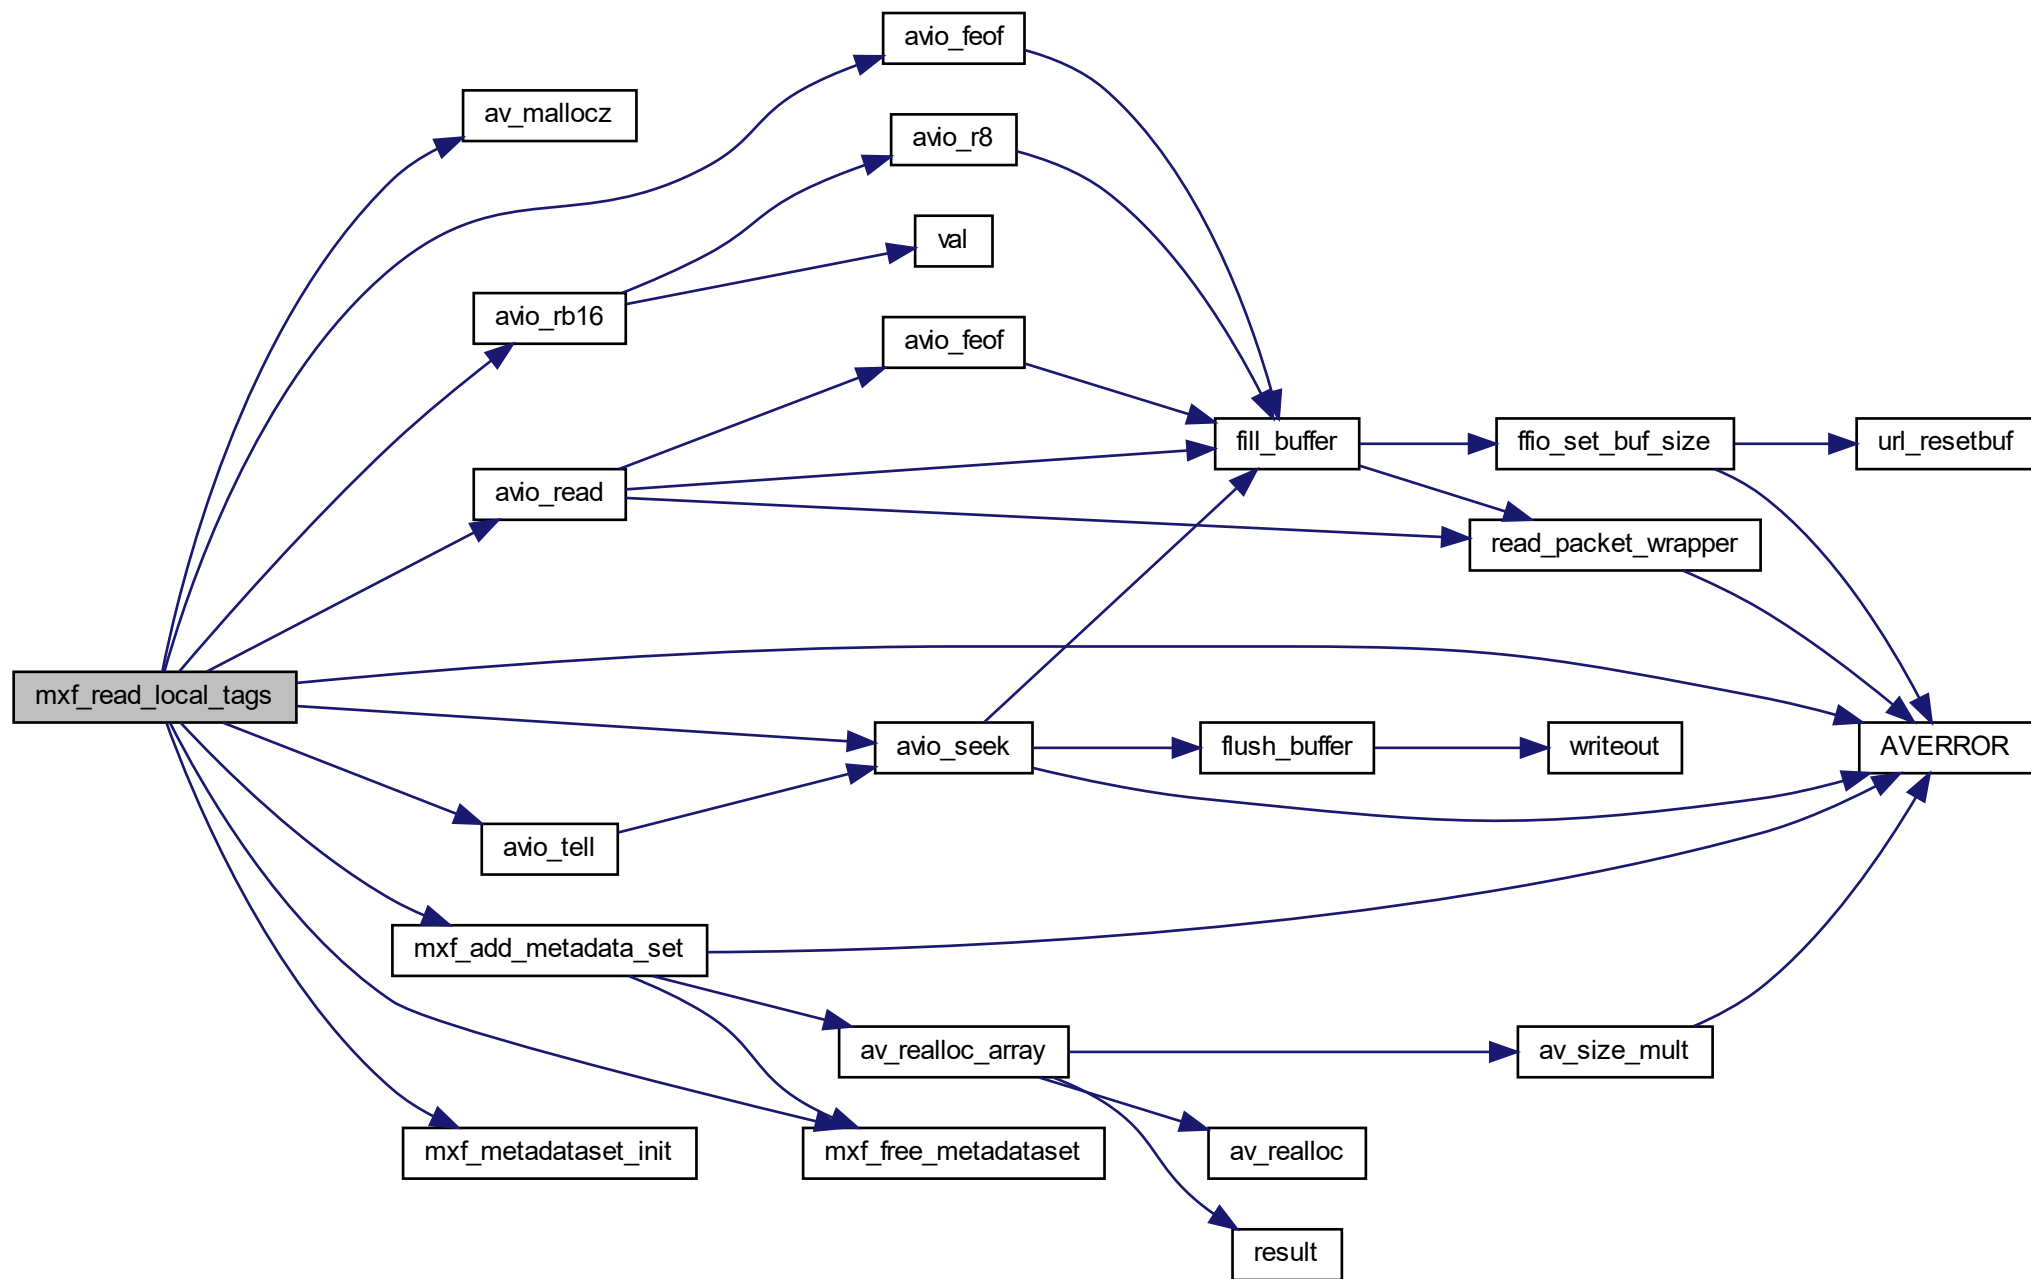 avio_feof
av_mallocz
avio_r8
val
avio_rb16
avio_feof
fill_buffer
ffio_set_buf_size
url_resetbuf
avio_read
read_packet_wrapper
mxf_read_local_tags
avio_seek
flush_buffer
writeout
AVERROR
avio_tell
mxf_add_metadata_set
av_realloc_array
av_size_mult
mxf_metadataset_init
mxf_free_metadataset
av_realloc
result